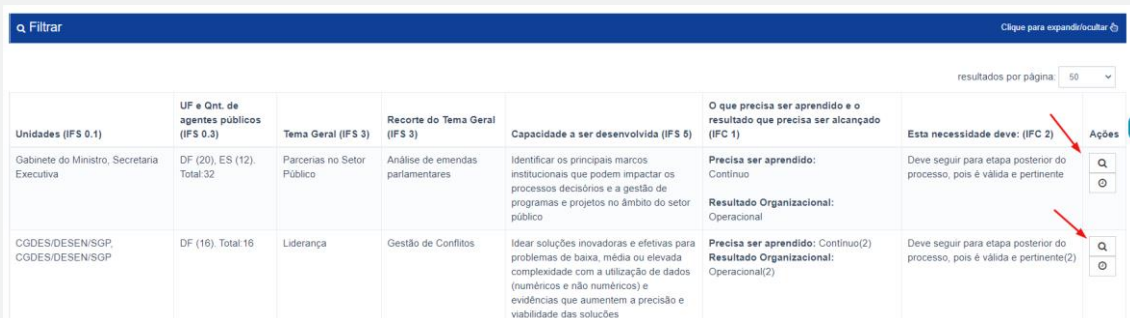 Filtrar
Clique para expandir/ocultar
resultados por página: 50
Unidades (IFS 0.1)
UF e Qnt. de
agentes públicos
(IFS 0.3)
Tema Geral (IFS 3)
Recorte do Tema Geral
(IFS 3)
Capacidade a ser desenvolvida (IFS 5)
O que precisa ser aprendido e o
resultado que precisa ser alcançado
(IFC 1)
Esta necessidade deve: (IFC 2)
Ações
Gabinete do Ministro, Secretaria
Executiva
DF (20), ES (12).
Total:32
Parcerias no Setor
Público
Análise de emendas
parlamentares
Identificar os principais marcos
institucionais que podem impactar os
processos decisórios e a gestão de
programas e projetos no âmbito do setor
público
Precisa ser aprendido:
Contínuo
Resultado Organizacional:
Operacional
Deve seguir para etapa posterior do
processo, pois é válida e pertinente
CGDES/DESEN/SGP,
CGDES/DESEN/SGP
DF (16). Total:16
Liderança
Gestão de Conflitos
Idear soluções inovadoras e efetivas para
problemas de baixa, média ou elevada
complexidade com a utilização de dados
(numéricos e não numéricos) e
evidências que aumentem a precisão e
viabilidade das soluções
Precisa ser aprendido: Contínuo(2)
Resultado Organizacional:
Operacional(2)
Deve seguir para etapa posterior do
processo, pois é válida e pertinente(2)